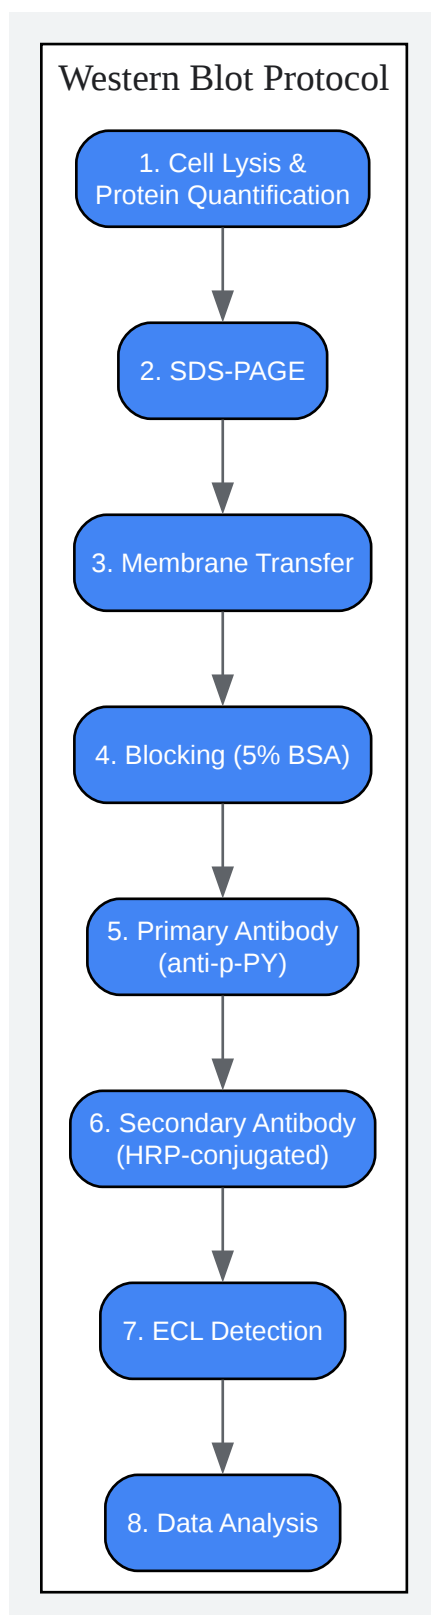 Western Blot Protocol
1. Cell Lysis &
Protein Quantification
2. SDS-PAGE
3. Membrane Transfer
4. Blocking (5% BSA)
5. Primary Antibody
(anti-p-PY)
6. Secondary Antibody
(HRP-conjugated)
7. ECL Detection
8. Data Analysis